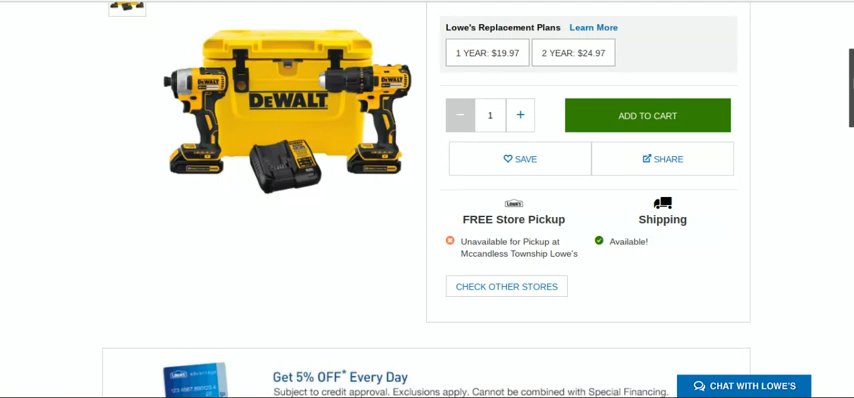 Lowe's Replacement Plans Learn More
1 YEAR: $19.97 2 YEAR: $24.97
DEWALT
DEWALT
DEWALT
− 1 + ADD TO CART
SAVE SHARE
FREE Store Pickup Shipping
Unavailable for Pickup at Available!
Mccandless Township Lowe's
CHECK OTHER STORES
Get 5% OFF* Every Day
Subject to credit approval. Exclusions apply. Cannot be combined with Special Financing.
CHAT WITH LOWE'S